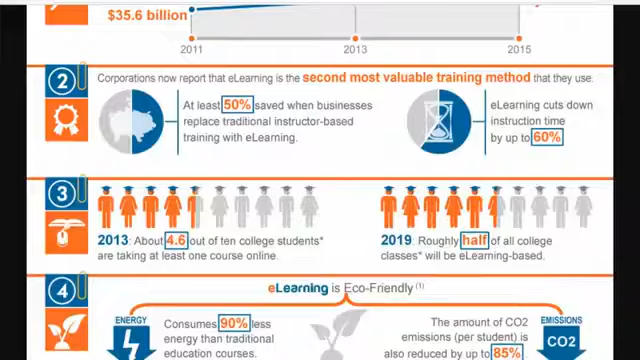 $35.6 billion
2011
2013
2015
2
Corporations now report that eLearning is the second most valuable training method that they use.
At least 50% saved when businesses
replace traditional instructor-based
training with eLearning.
eLearning cuts down
instruction time
by up to 60%
3
2013: About 4.6 out of ten college students*
are taking at least one course online.
2019: Roughly half of all college
classes* will be eLearning-based.
4
eLearning is Eco-Friendly (1)
ENERGY
Consumes 90% less
energy than traditional
education courses.
The amount of CO2
emissions (per student) is
also reduced by up to 85%.
EMISSIONS
CO2